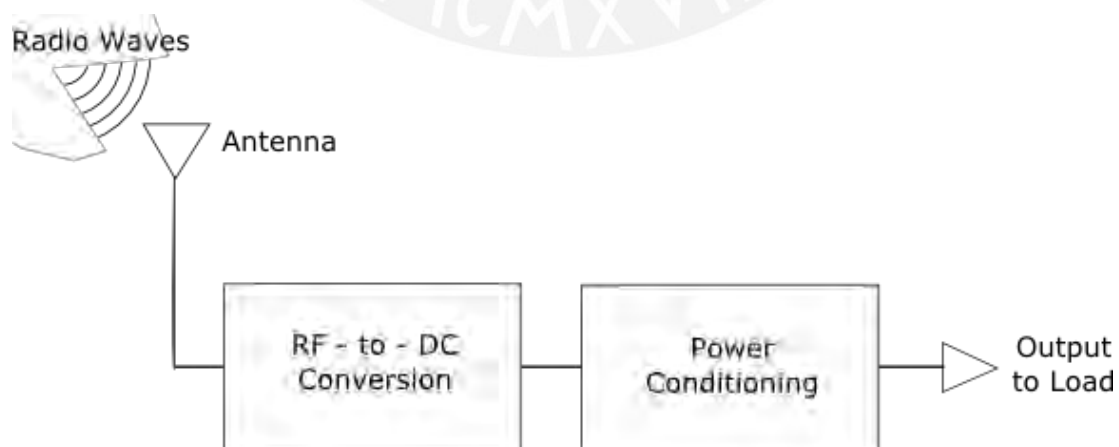 Radio Waves
Antenna
RF - to - DC
Conversion
Power
Conditioning
Output
to Load